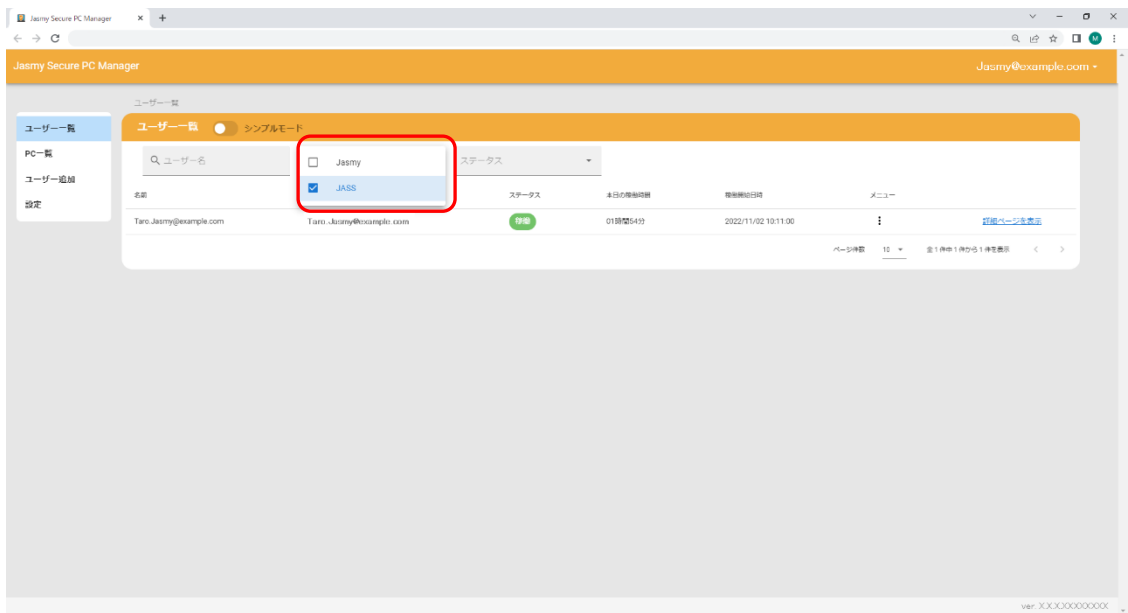 Jasmy Secure PC Manager
M
Jasmy Secure PC Manager
Jasmy@example.com
ユーザー一覧
ユーザー一覧
PC一覧
ユーザー追加
設定
ユーザー一覧 シンプルモード
ユーザー名
Jasmy
JASS
ステータス
名前 ステータス 本日の稼働時間 稼働開始日時 メニュー
Taro.Jasmy@example.com Taro.Jasmy@example.com 稼働 01時間54分 2022/11/02 10:11:00 詳細ページを表示
ページ件数 10 全1件中1件から1件を表示
ver. X.X.XXXXXXXXXX